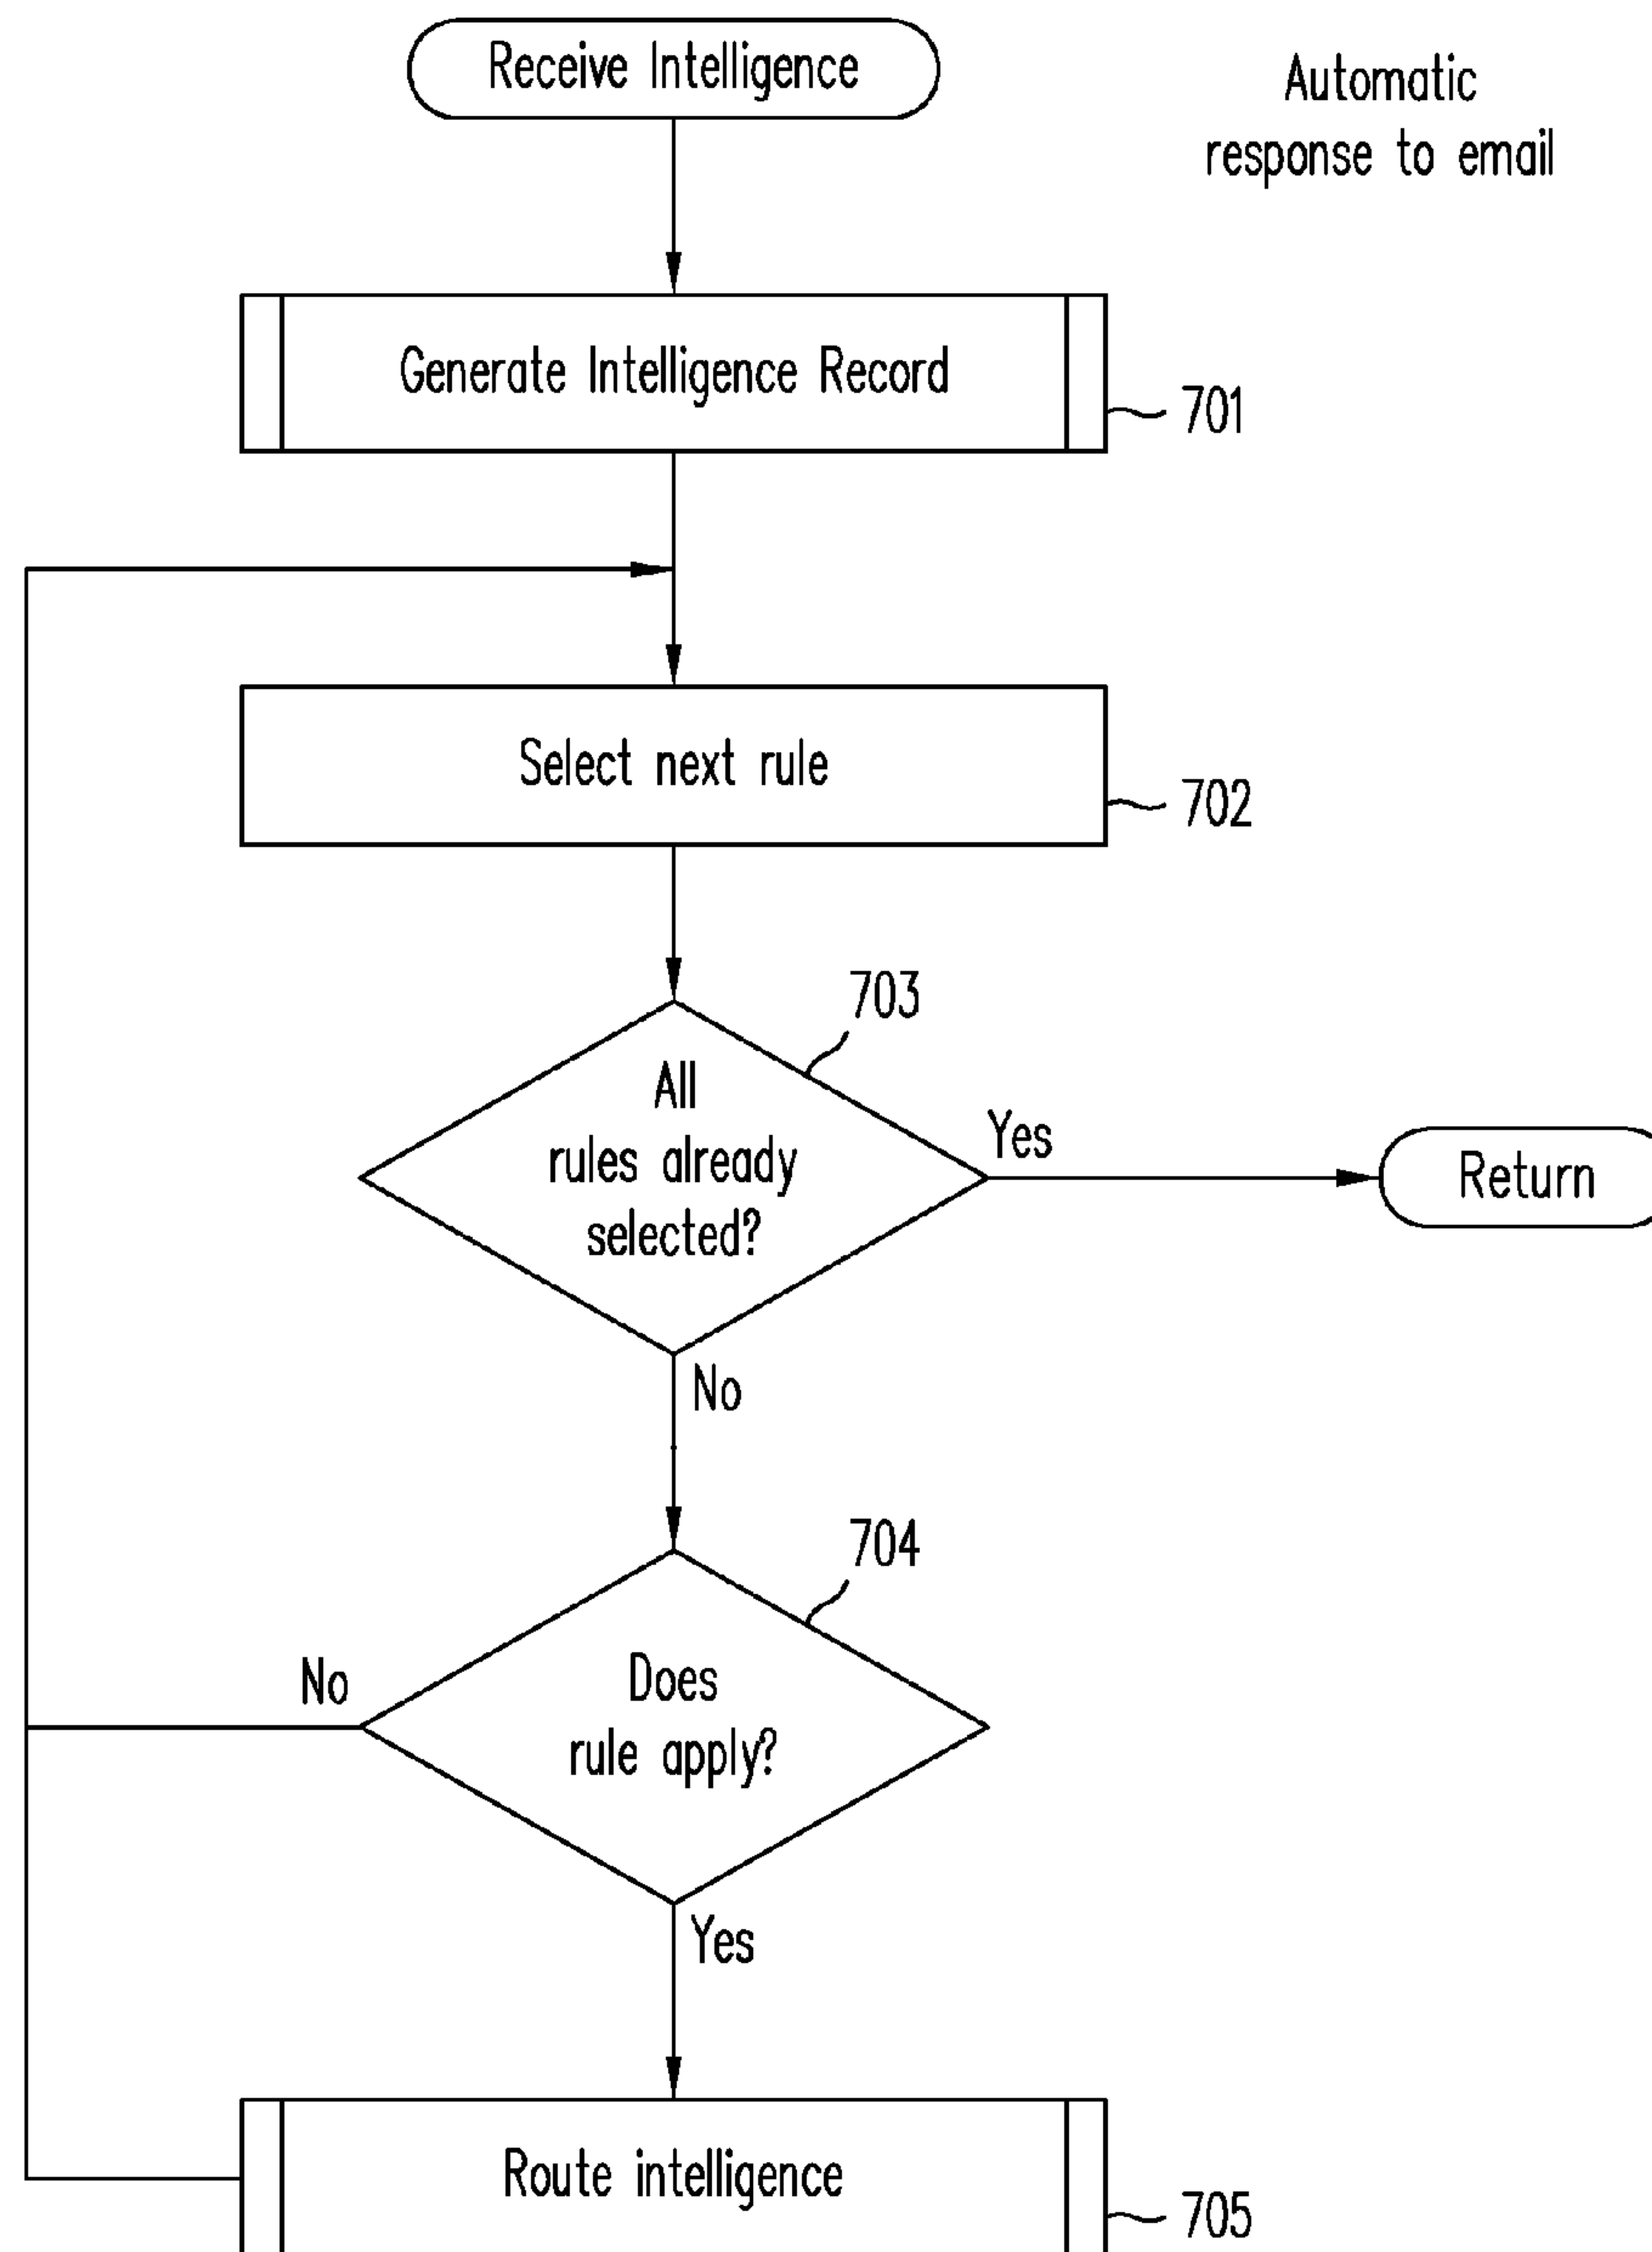 Receive Intelligence
Automatic
response to email
Generate Intelligence Record
701
Select next rule
702
703
All
rules already
selected?
Yes
Return
No
704
Does
rule apply?
No
Yes
Route intelligence
705